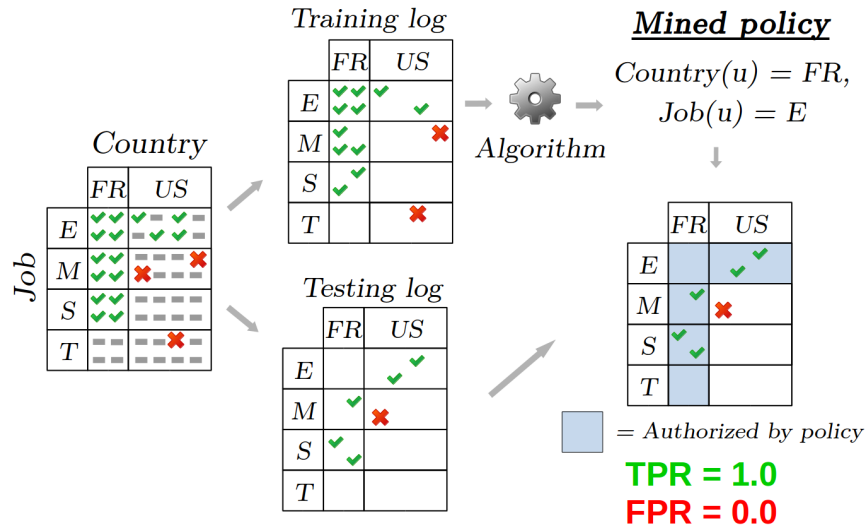 Country
FR US
Job
E
M
S
T
Training log
FR US
E
M
S
T
Testing log
FR US
E
M
S
T
Algorithm
Mined policy
Country(u) = FR,
Job(u) = E
FR US
E
M
S
T
= Authorized by policy
TPR = 1.0
FPR = 0.0